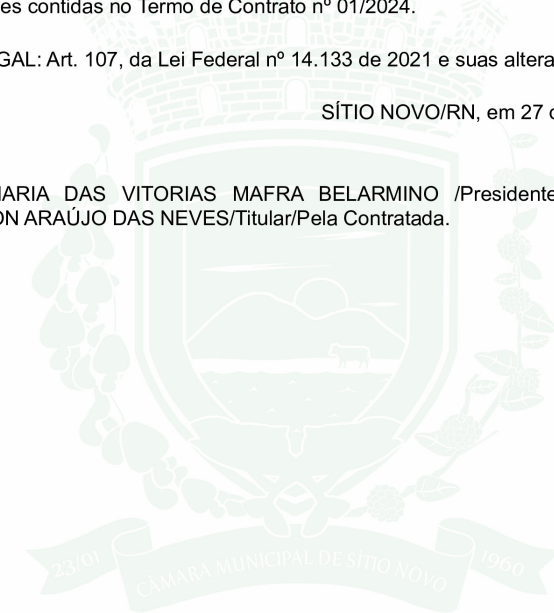 es contidas no Termo de Contrato nº 01/2024.
GAL: Art. 107, da Lei Federal nº 14.133 de 2021 e suas altera
SÍTIO NOVO/RN, em 27 d
MARIA DAS VITORIAS MAFRA BELARMINO /Presidente
ON ARAÚJO DAS NEVES/Titular/Pela Contratada.
23/01 CÂMARA MUNICIPAL DE SÍTIO NOVO 1960